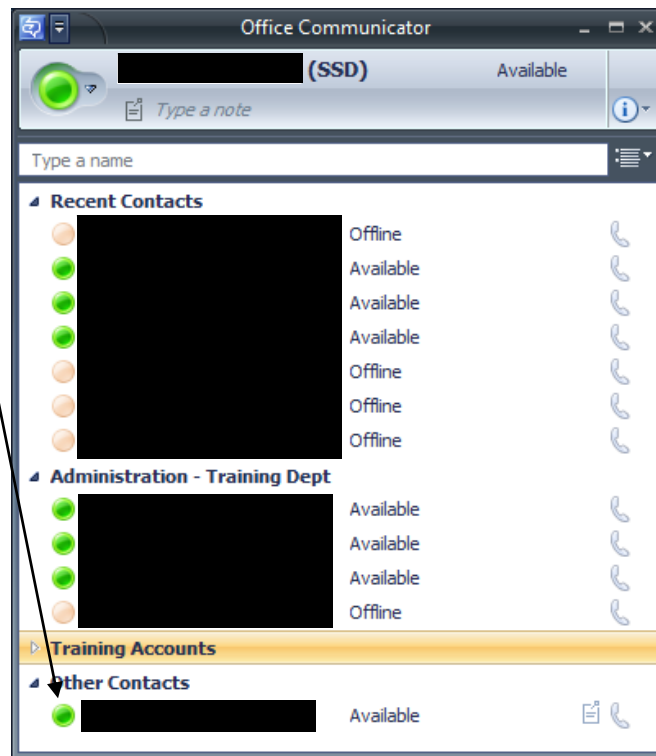 Office Communicator
(SSD) Available
Type a note
Type a name
Recent Contacts
Offline
Available
Available
Available
Offline
Offline
Offline
Administration - Training Dept
Available
Available
Available
Offline
Training Accounts
Other Contacts
Available